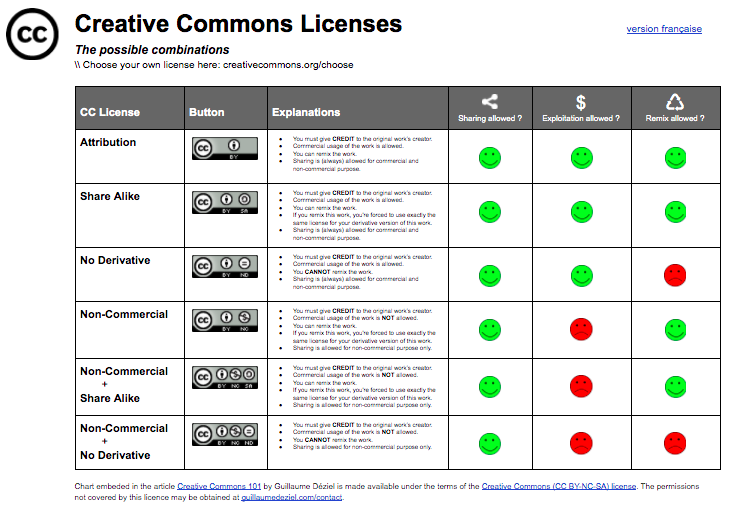 cc
Creative Commons Licenses
version française
The possible combinations
\\ Choose your own license here: creativecommons.org/choose
CC License
Button
Explanations
Sharing allowed ?
$
Exploitation allowed ?
Remix allowed ?
Attribution
cc
BY
• You must give CREDIT to the original work's creator.
• Commercial usage of the work is allowed.
• You can remix the work.
• Sharing is (always) allowed for commercial and
non-commercial purpose.
Share Alike
cc
BY SA
• You must give CREDIT to the original work's creator.
• Commercial usage of the work is allowed.
• You can remix the work.
• If you remix this work, you're forced to use exactly the
same license for your derivative version of this work.
• Sharing is (always) allowed for commercial and
non-commercial purpose.
No Derivative
cc
BY ND
• You must give CREDIT to the original work's creator.
• Commercial usage of the work is allowed.
• You CANNOT remix the work.
• Sharing is (always) allowed for commercial and
non-commercial purpose.
Non-Commercial
cc
BY NC
• You must give CREDIT to the original work's creator.
• Commercial usage of the work is NOT allowed.
• You can remix the work.
• If you remix this work, you're forced to use exactly the
same license for your derivative version of this work.
• Sharing is allowed for non-commercial purpose only.
Non-Commercial
+
Share Alike
cc
BY NC SA
• You must give CREDIT to the original work's creator.
• Commercial usage of the work is NOT allowed.
• You can remix the work.
• If you remix this work, you're forced to use exactly the
same license for your derivative version of this work.
• Sharing is allowed for non-commercial purpose only.
Non-Commercial
+
No Derivative
cc
BY NC ND
• You must give CREDIT to the original work's creator.
• Commercial usage of the work is NOT allowed.
• You CANNOT remix the work.
• Sharing is allowed for non-commercial purpose only.
Chart embeded in the article Creative Commons 101 by Guillaume Déziel is made available under the terms of the Creative Commons (CC BY-NC-SA) license. The permissions
not covered by this licence may be obtained at guillaumedeziel.com/contact.